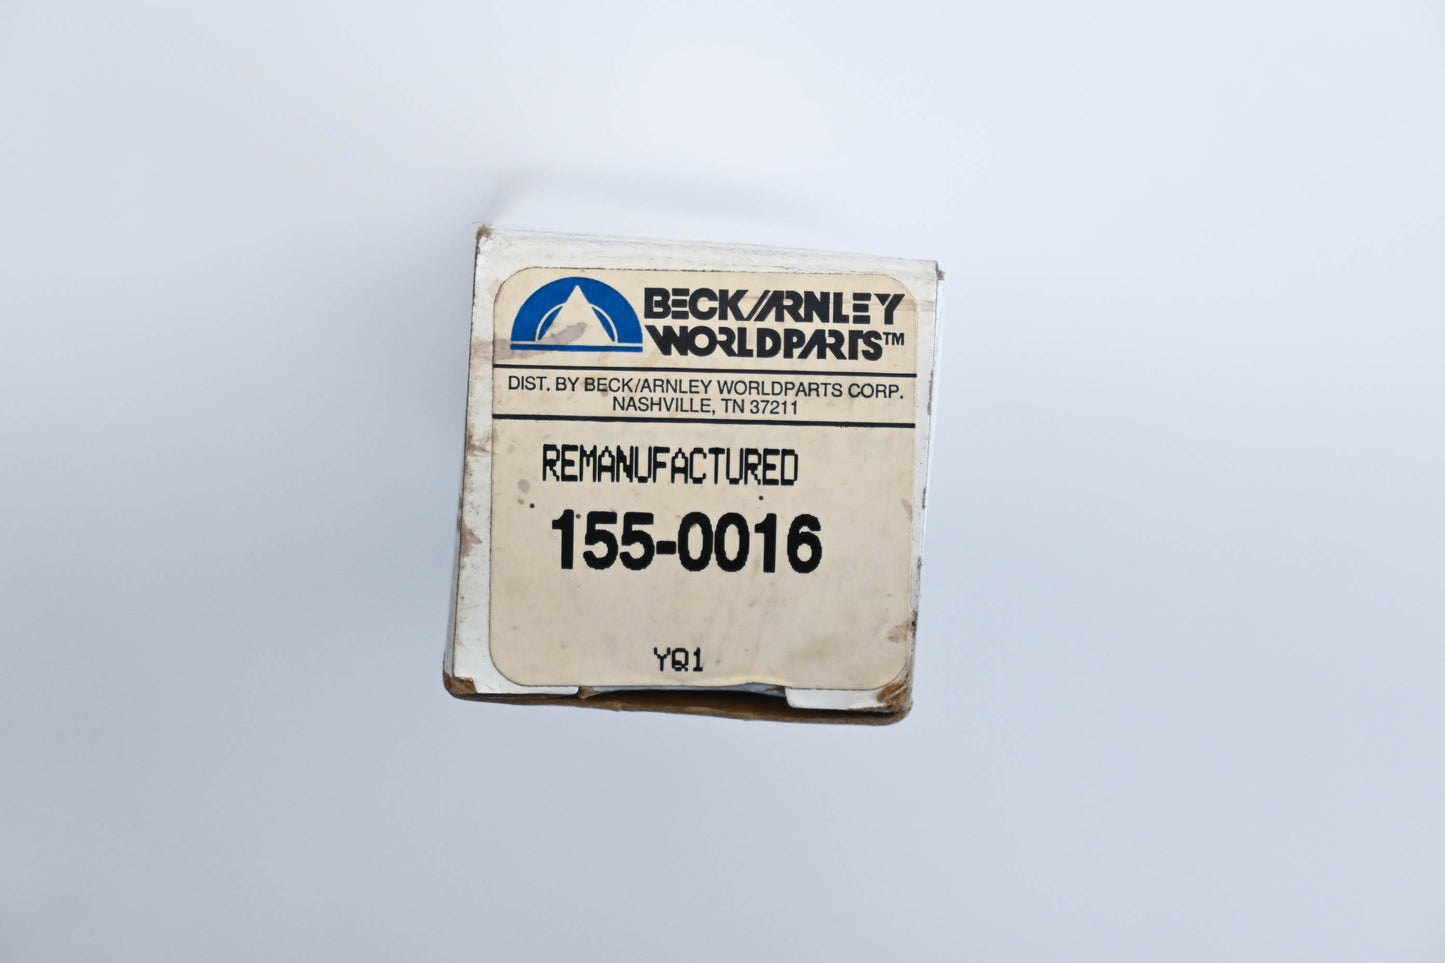 BECK/ARNLEY
WORLDPARTS™
DIST. BY BECK/ARNLEY WORLDPARTS CORP.
NASHVILLE, TN 37211
REMANUFACTURED
155-0016
YQ1